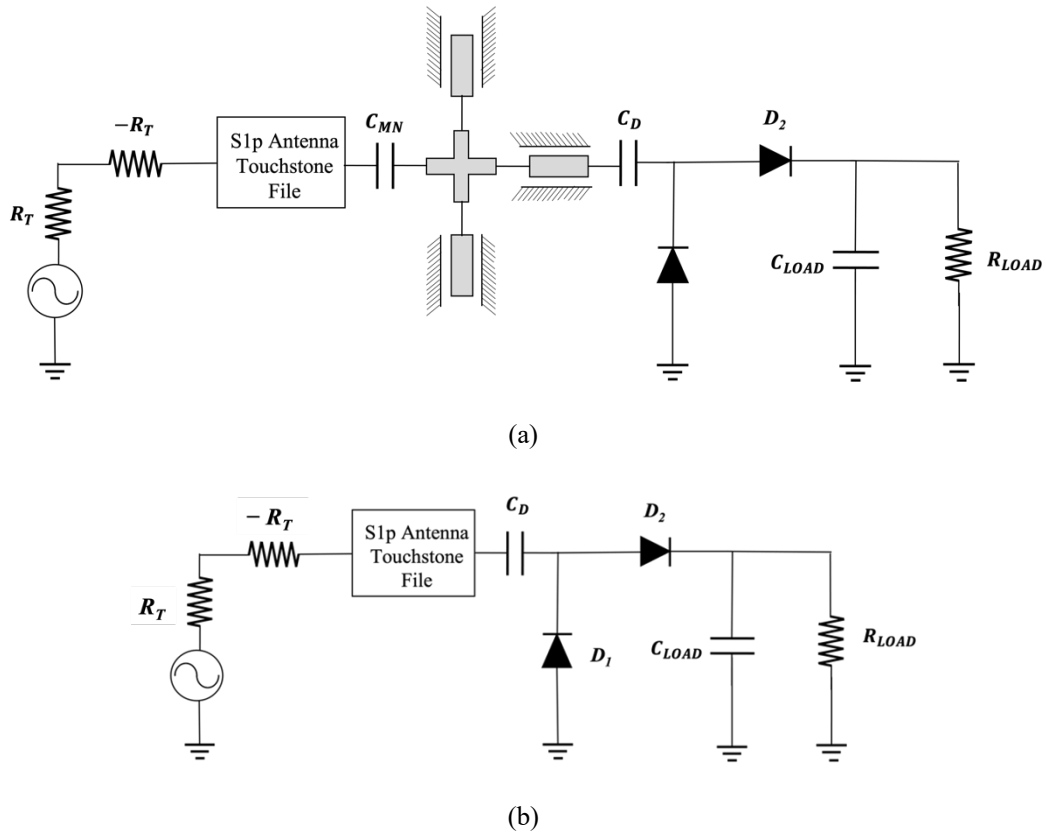 −R_T
S1p Antenna
Touchstone
File
C_MN
C_D
D_2
R_T
C_LOAD
R_LOAD
(a)
− R_T
S1p Antenna
Touchstone
File
C_D
D_2
R_T
D_1
C_LOAD
R_LOAD
(b)